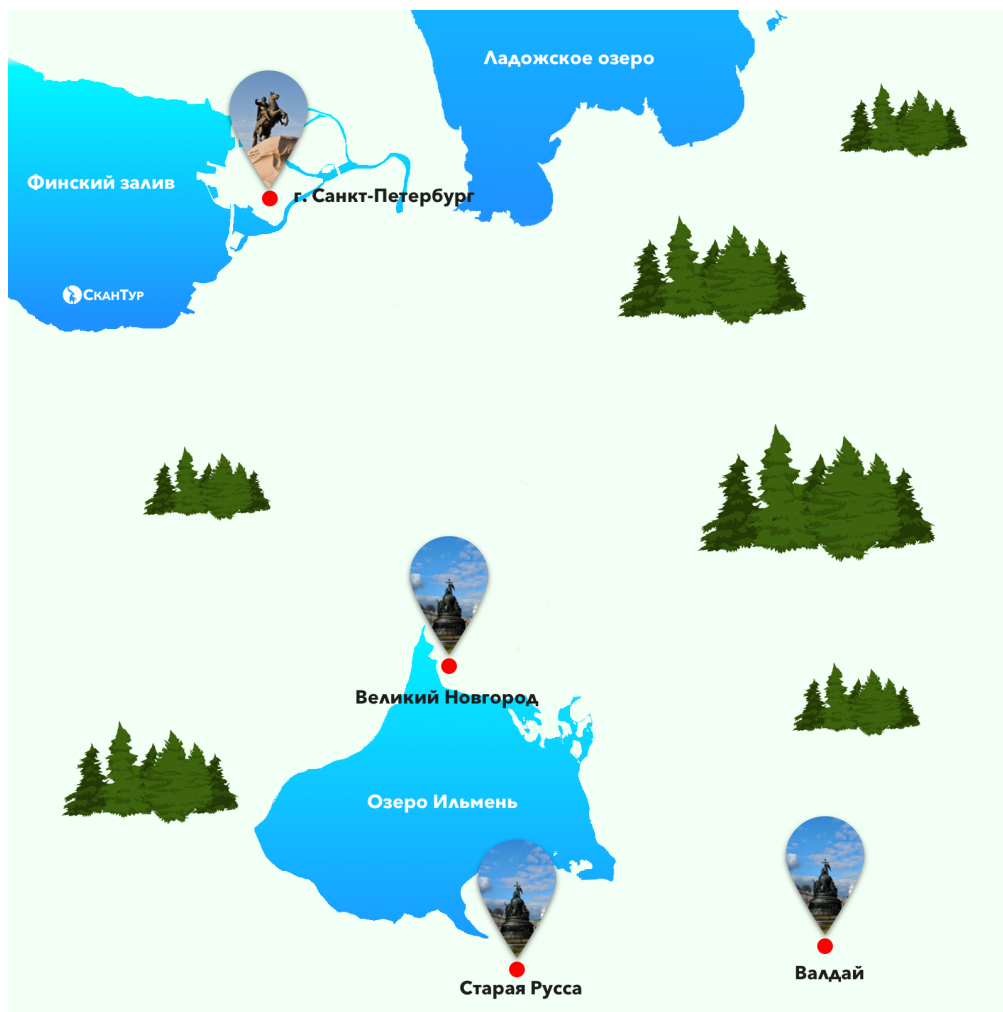 Ладожское озеро
Финский залив
г. Санкт-Петербург
СканТур
Великий Новгород
Озеро Ильмень
Валдай
Старая Русса